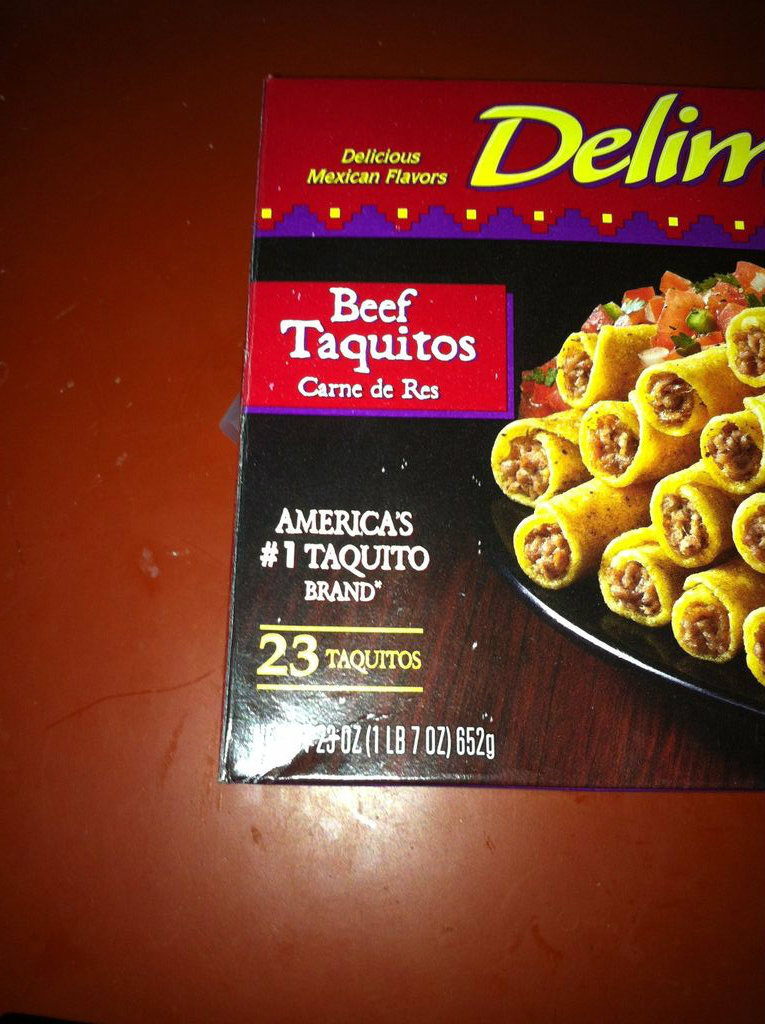 Delicious
Mexican Flavors
Delim
Beef
Taquitos
Carne de Res
AMERICA'S
#1 TAQUITO
BRAND*
23 TAQUITOS
23 OZ (1 LB 7 OZ) 652g